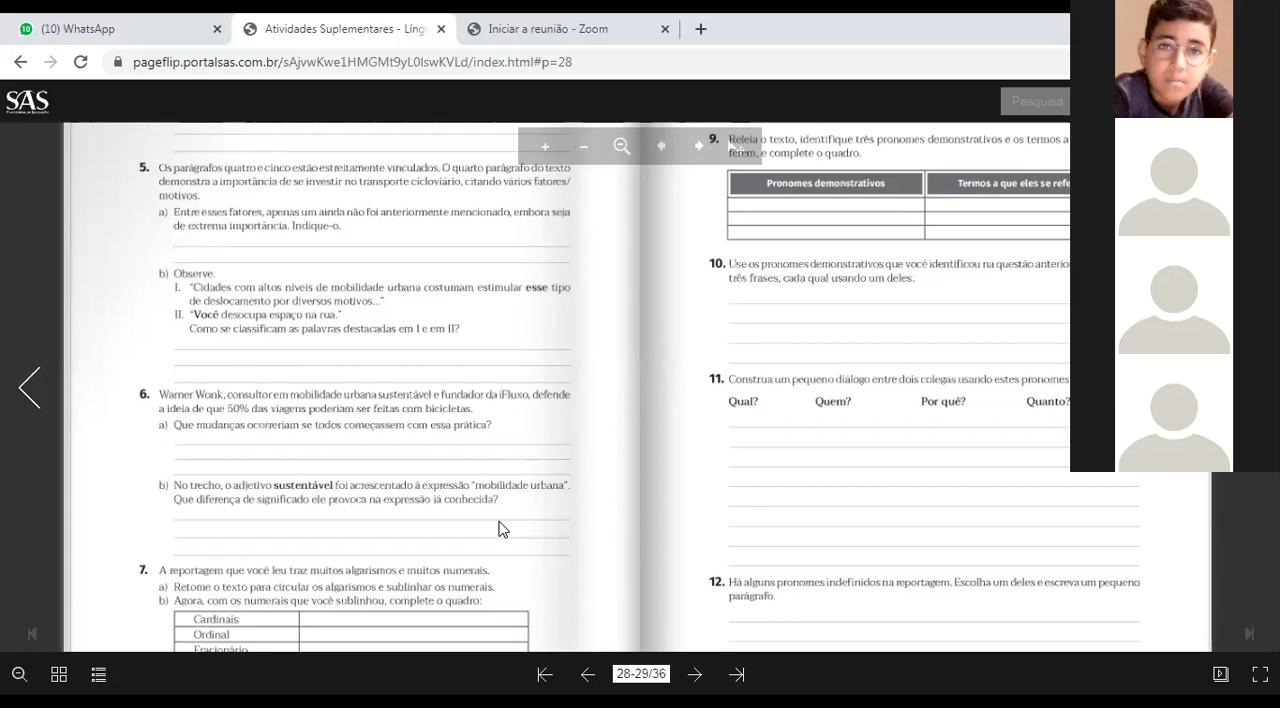 (10) WhatsApp
Atividades Suplementares - Líng
Iniciar a reunião - Zoom
pageflip.portalsas.com.br/sAjvwKwe1HMGMt9yL0IswKVLd/index.html#p=28
SAS
Pesquisa
5. Os parágrafos quatro e cinco estão estreitamente vinculados. O quarto parágrafo do texto
demonstra a importância de se investir no transporte cicloviário, citando vários fatores/
motivos.
a) Entre esses fatores, apenas um ainda não foi anteriormente mencionado, embora seja
de extrema importância. Indique-o.
b) Observe.
I. "Cidades com altos níveis de mobilidade urbana costumam estimular esse tipo
de deslocamento por diversos motivos..."
II. "Você desocupa espaço na rua."
Como se classificam as palavras destacadas em I e em II?
6. Warner Wonk, consultor em mobilidade urbana sustentável e fundador da iFluxo, defende
a ideia de que 50% das viagens poderiam ser feitas com bicicletas.
a) Que mudanças ocorreriam se todos começassem com essa prática?
b) No trecho, o adjetivo sustentável foi acrescentado à expressão "mobilidade urbana".
Que diferença de significado ele provoca na expressão já conhecida?
7. A reportagem que você leu traz muitos algarismos e muitos numerais.
a) Retome o texto para circular os algarismos e sublinhar os numerais.
b) Agora, com os numerais que você sublinhou, complete o quadro:
Cardinais
Ordinal
Fracionário
9. Releia o texto, identifique três pronomes demonstrativos e os termos a
ferem, e complete o quadro.
Pronomes demonstrativos
Termos a que eles se refe
10. Use os pronomes demonstrativos que você identificou na questão anterio
três frases, cada qual usando um deles.
11. Construa um pequeno diálogo entre dois colegas usando estes pronomes
Qual? Quem? Por quê? Quanto?
12. Há alguns pronomes indefinidos na reportagem. Escolha um deles e escreva um pequeno
parágrafo.
28-29/36